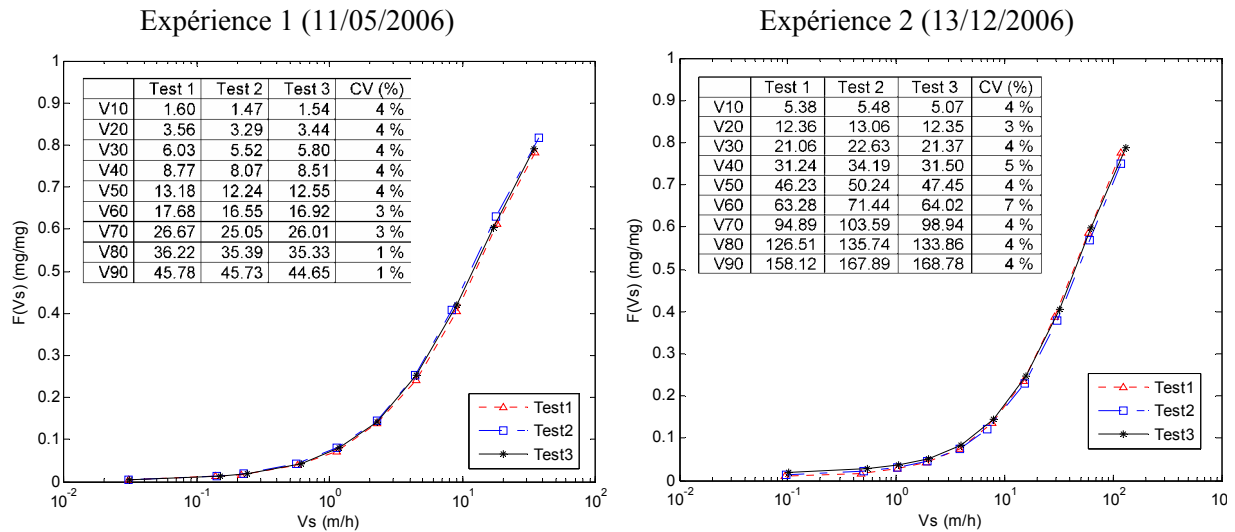 Expérience 1 (11/05/2006)
1
0.9
0.8
0.7
0.6
0.5
0.4
0.3
0.2
0.1
0
F(Vs) (mg/mg)
Test 1 Test 2 Test 3 CV (%)
V10 1.60 1.47 1.54 4 %
V20 3.56 3.29 3.44 4 %
V30 6.03 5.52 5.80 4 %
V40 8.77 8.07 8.51 4 %
V50 13.18 12.24 12.55 4 %
V60 17.68 16.55 16.92 3 %
V70 26.67 25.05 26.01 3 %
V80 36.22 35.39 35.33 1 %
V90 45.78 45.73 44.65 1 %
Test1
Test2
Test3
10-2 10-1 100 101 102
Vs (m/h)
Expérience 2 (13/12/2006)
1
0.9
0.8
0.7
0.6
0.5
0.4
0.3
0.2
0.1
0
F(Vs) (mg/mg)
Test 1 Test 2 Test 3 CV (%)
V10 5.38 5.48 5.07 4 %
V20 12.36 13.06 12.35 3 %
V30 21.06 22.63 21.37 4 %
V40 31.24 34.19 31.50 5 %
V50 46.23 50.24 47.45 4 %
V60 63.28 71.44 64.02 7 %
V70 94.89 103.59 98.94 4 %
V80 126.51 135.74 133.86 4 %
V90 158.12 167.89 168.78 4 %
Test1
Test2
Test3
10-2 10-1 100 101 102 10
Vs (m/h)